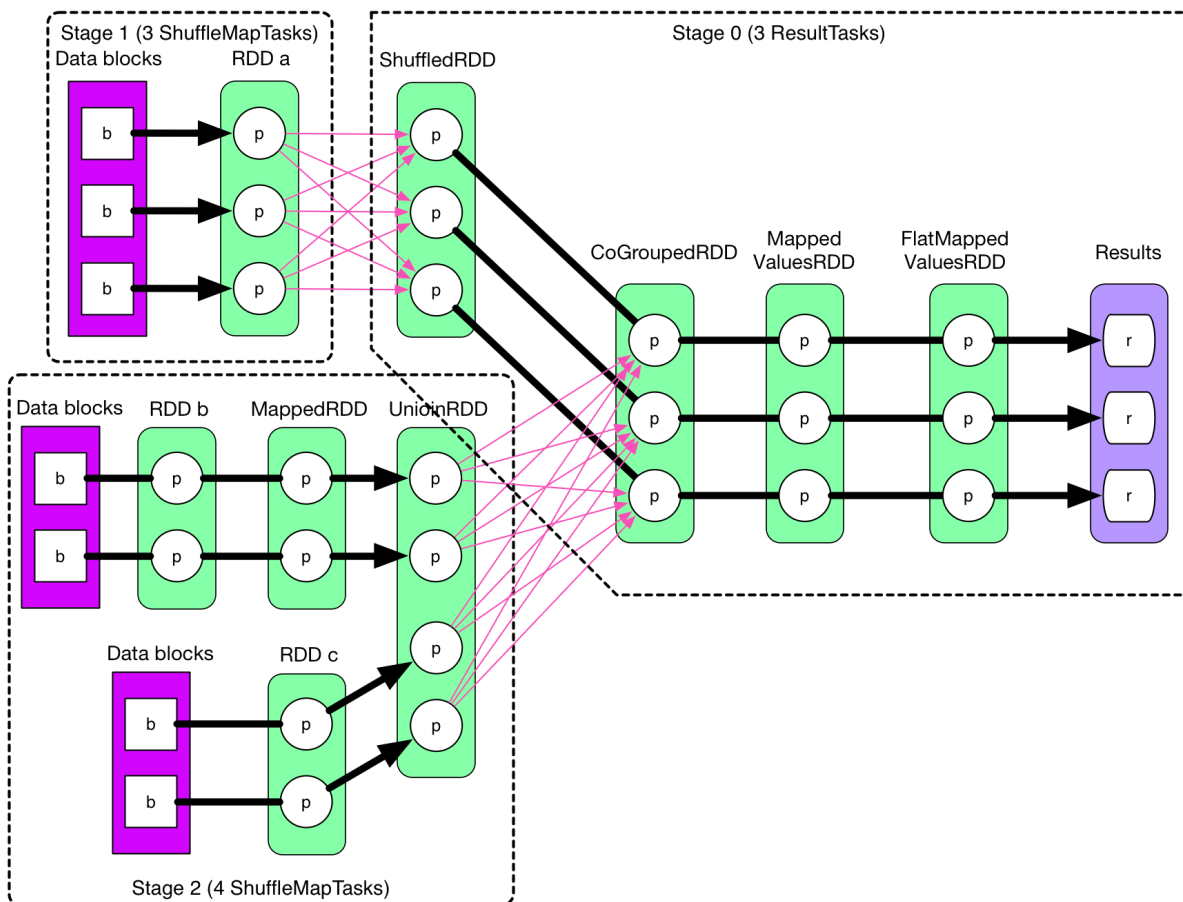 Stage 1 (3 ShuffleMapTasks)
Data blocks
RDD a
b
p
b
p
b
p
Stage 0 (3 ResultTasks)
ShuffledRDD
p
p
p
CoGroupedRDD
Mapped
ValuesRDD
FlatMapped
ValuesRDD
Results
p
p
p
r
p
p
p
r
p
p
p
r
Data blocks
RDD b
MappedRDD
UnioinRDD
b
p
p
p
b
p
p
p
Data blocks
RDD c
p
b
p
p
b
p
Stage 2 (4 ShuffleMapTasks)